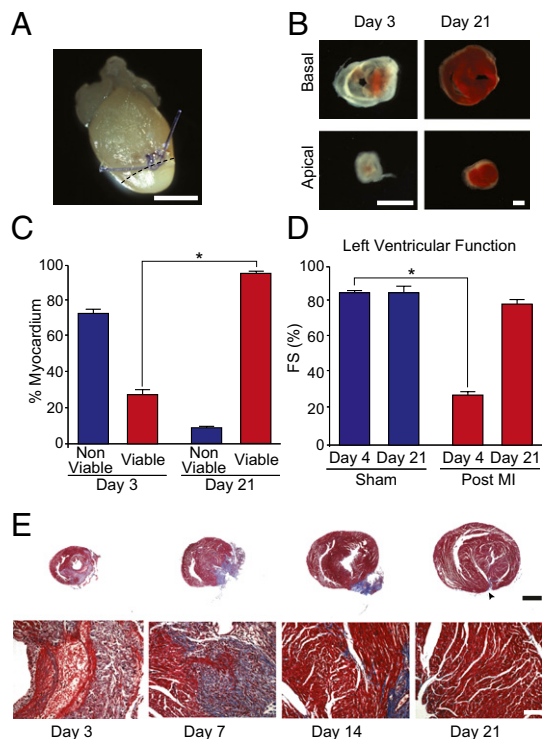 A
B
Day 3 Day 21
Basal
Apical
C
% Myocardium
100
80
60
40
20
0
*
Non Viable Viable Non Viable Viable
Day 3 Day 21
D
Left Ventricular Function
FS (%)
100
80
60
40
20
0
*
Day 4 Day 21 Day 4 Day 21
Sham Post MI
E
Day 3 Day 7 Day 14 Day 21